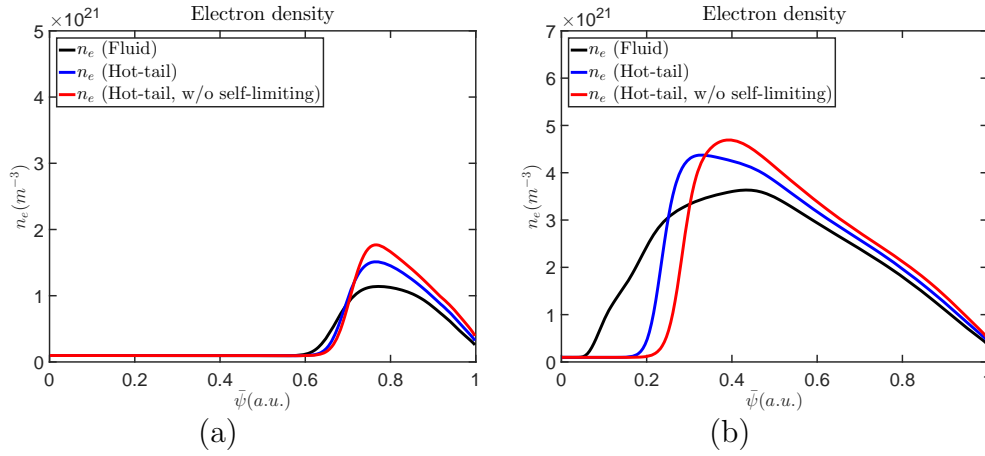 Electron density
×10^21
n_e (Fluid)
n_e (Hot-tail)
n_e (Hot-tail, w/o self-limiting)
n_e(m^{-3})
5
4
3
2
1
0
0 0.2 0.4 0.6 0.8 1
ψ̄(a.u.)
(a)
Electron density
×10^21
n_e (Fluid)
n_e (Hot-tail)
n_e (Hot-tail, w/o self-limiting)
n_e(m^{-3})
7
6
5
4
3
2
1
0
0 0.2 0.4 0.6 0.8 1
ψ̄(a.u.)
(b)